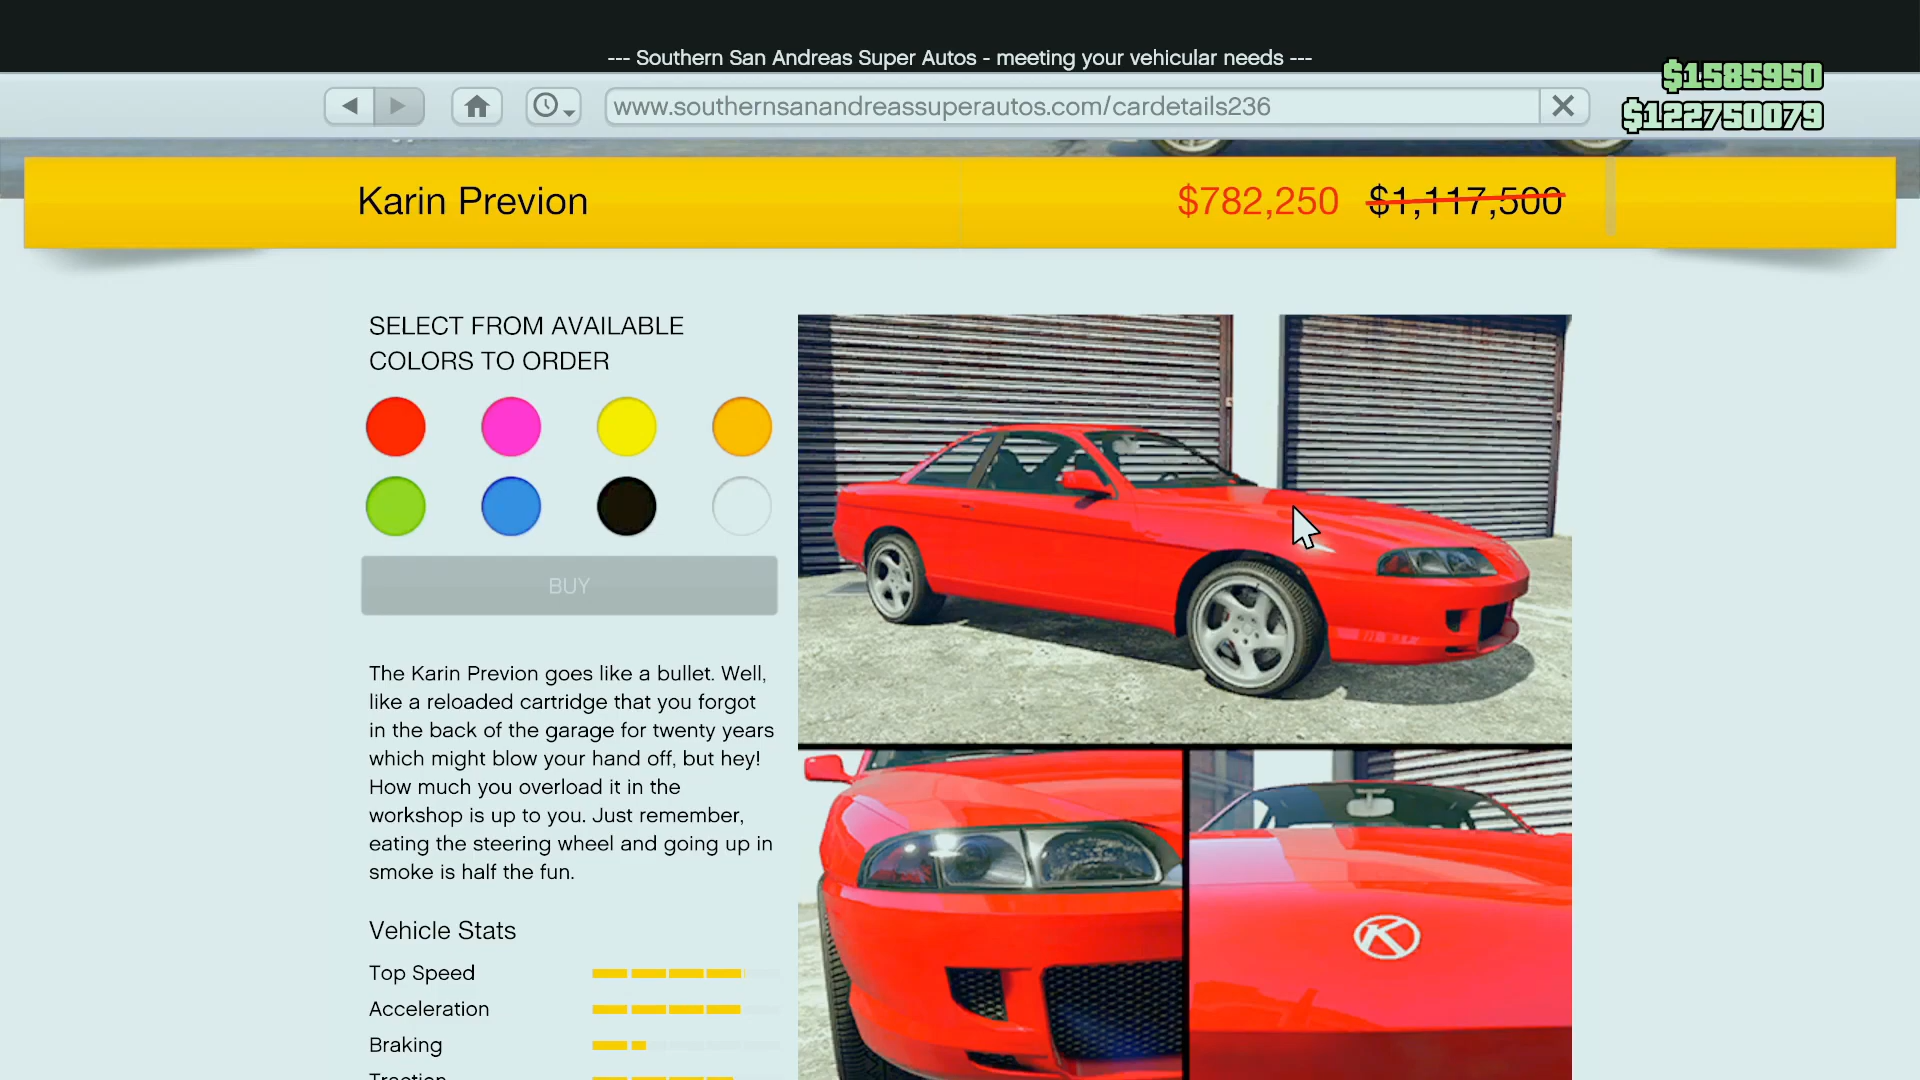 --- Southern San Andreas Super Autos - meeting your vehicular needs ---
www.southernsanandreassuperautos.com/cardetails236
$1585950
$122750079
Karin Previon
$782,250 $1,117,500
SELECT FROM AVAILABLE
COLORS TO ORDER
BUY
The Karin Previon goes like a bullet. Well,
like a reloaded cartridge that you forgot
in the back of the garage for twenty years
which might blow your hand off, but hey!
How much you overload it in the
workshop is up to you. Just remember,
eating the steering wheel and going up in
smoke is half the fun.
Vehicle Stats
Top Speed
Acceleration
Braking
Traction
K